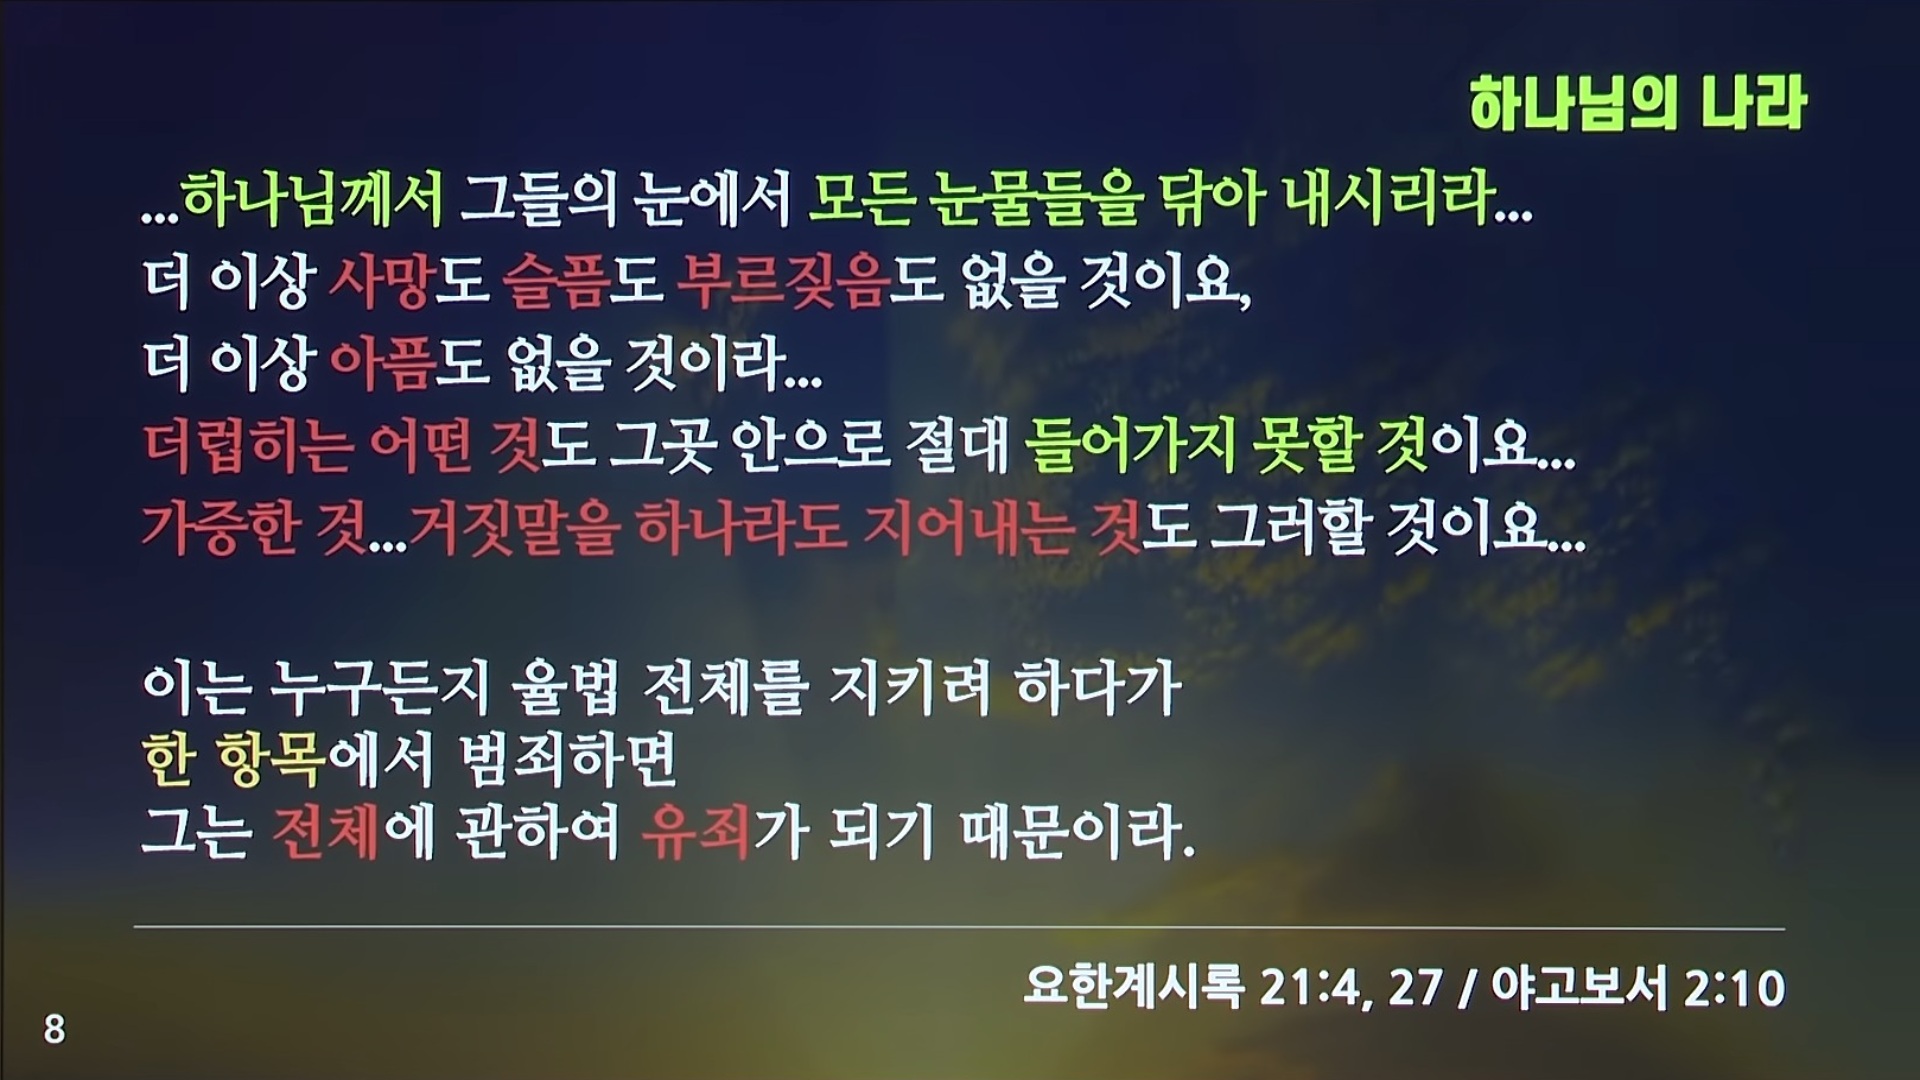 하나님의 나라
...하나님께서 그들의 눈에서 모든 눈물들을 닦아 내시리라...
더 이상 사망도 슬픔도 부르짖음도 없을 것이요,
더 이상 아픔도 없을 것이라...
더럽히는 어떤 것도 그곳 안으로 절대 들어가지 못할 것이요...
가증한 것...거짓말을 하나라도 지어내는 것도 그러할 것이요...
이는 누구든지 율법 전체를 지키려 하다가
한 항목에서 범죄하면
그는 전체에 관하여 유죄가 되기 때문이라.
요한계시록 21:4, 27 / 야고보서 2:10
8